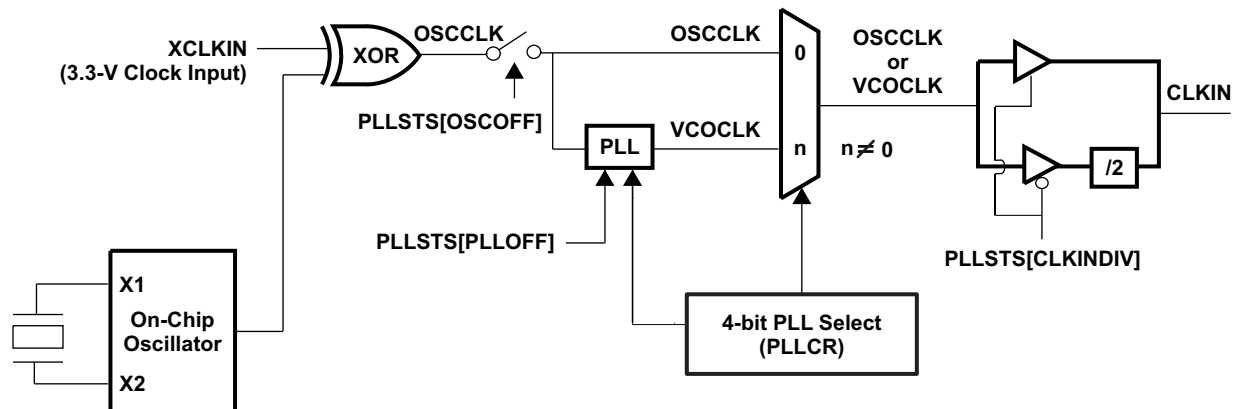 XCLKIN
(3.3-V Clock Input)
XOR
OSCCLK
PLLSTS[OSCOFF]
OSCCLK
0
OSCCLK
or
VCOCLK
CLKIN
PLL
VCOCLK
n
n ≠ 0
/2
PLLSTS[PLLOFF]
PLLSTS[CLKINDIV]
X1
On-Chip
Oscillator
X2
4-bit PLL Select
(PLLCR)